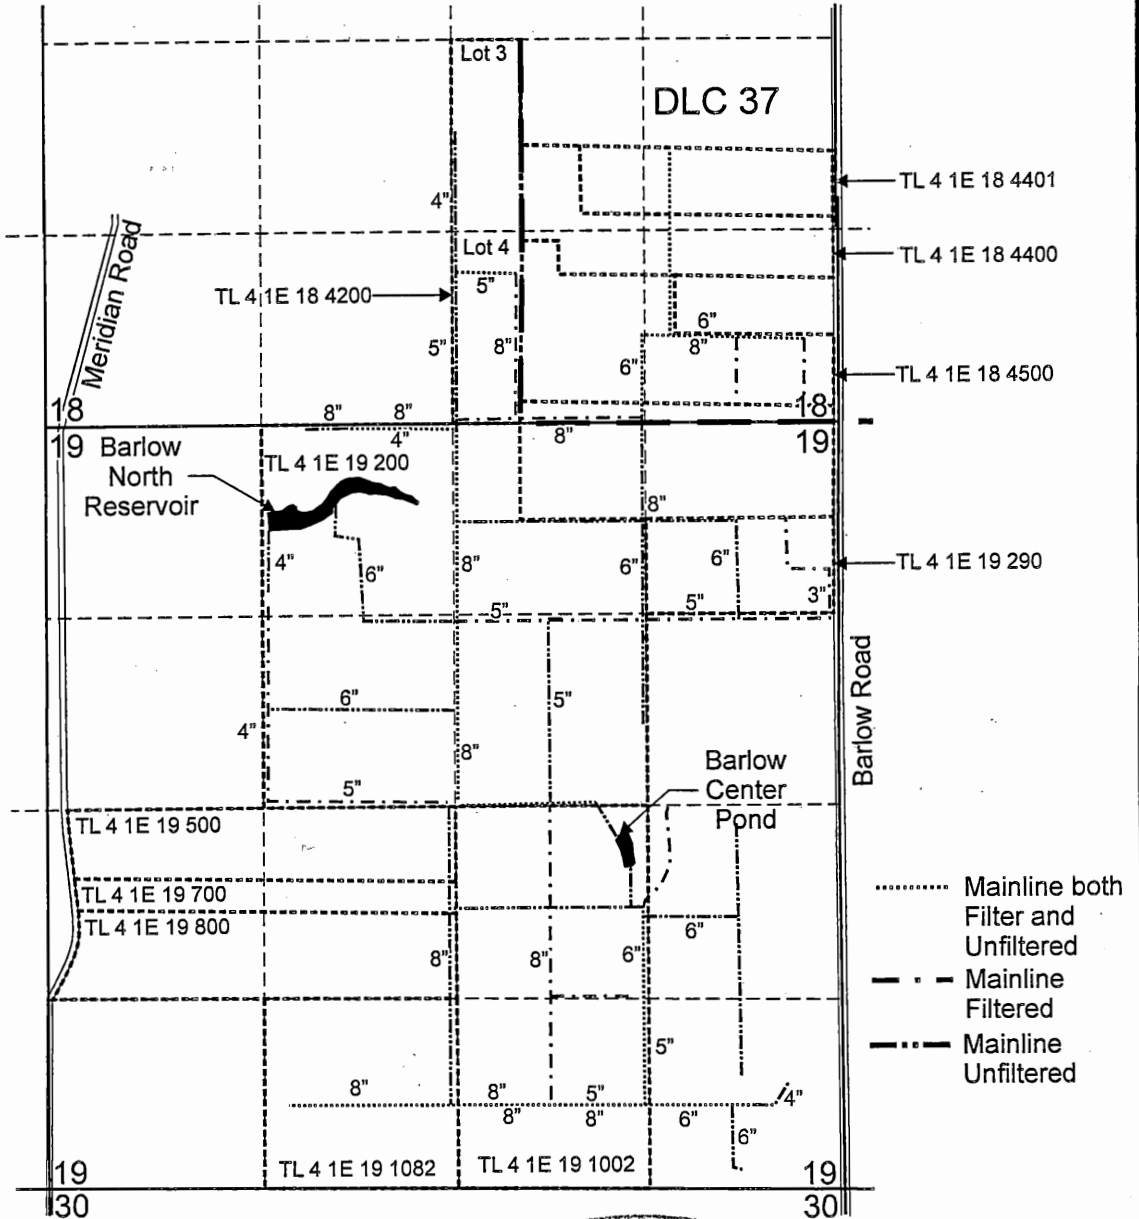 Lot 3
DLC 37
TL 4 1E 18 4401
4"
Meridian Road
Lot 4
TL 4 1E 18 4400
5"
TL 4 1E 18 4200
6"
5"
8"
8"
6"
TL 4 1E 18 4500
18
8"
8"
18
19
4"
8"
19
Barlow
North
Reservoir
TL 4 1E 19 200
8"
4"
6"
8"
6"
6"
TL 4 1E 19 290
5"
5"
3"
6"
5"
4"
8"
Barlow Road
5"
Barlow
Center
Pond
TL 4 1E 19 500
TL 4 1E 19 700
TL 4 1E 19 800
Mainline both
Filter and
Unfiltered
6"
8"
8"
6"
Mainline
Filtered
5"
Mainline
Unfiltered
8"
8"
5"
4"
8"
8"
6"
6"
TL 4 1E 19 1082
TL 4 1E 19 1002
19
19
30
30